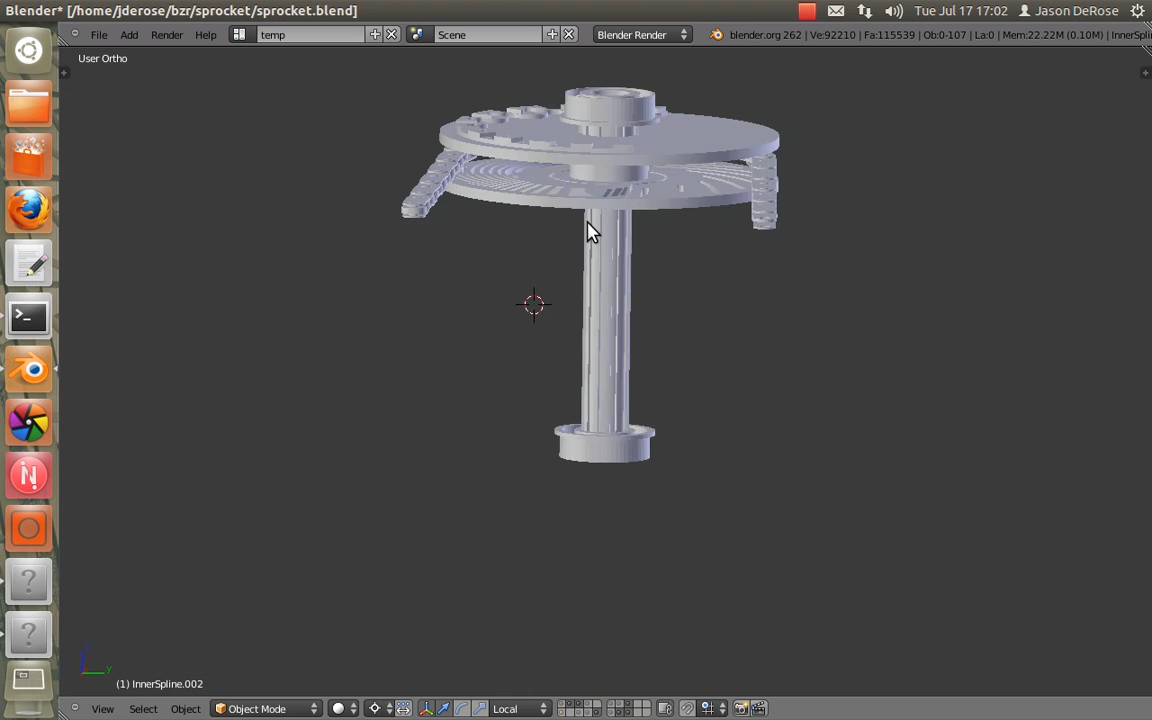 Blender* [/home/jderose/bzr/sprocket/sprocket.blend]
Tue Jul 17 17:02 Jason DeRose
File Add Render Help temp Scene Blender Render blender.org 262 | Ve:92210 | Fa:115539 | Ob:0-107 | La:0 | Mem:22.22M (0.10M) | InnerSpline
User Ortho
y
(1) InnerSpline.002
View Select Object Object Mode Local